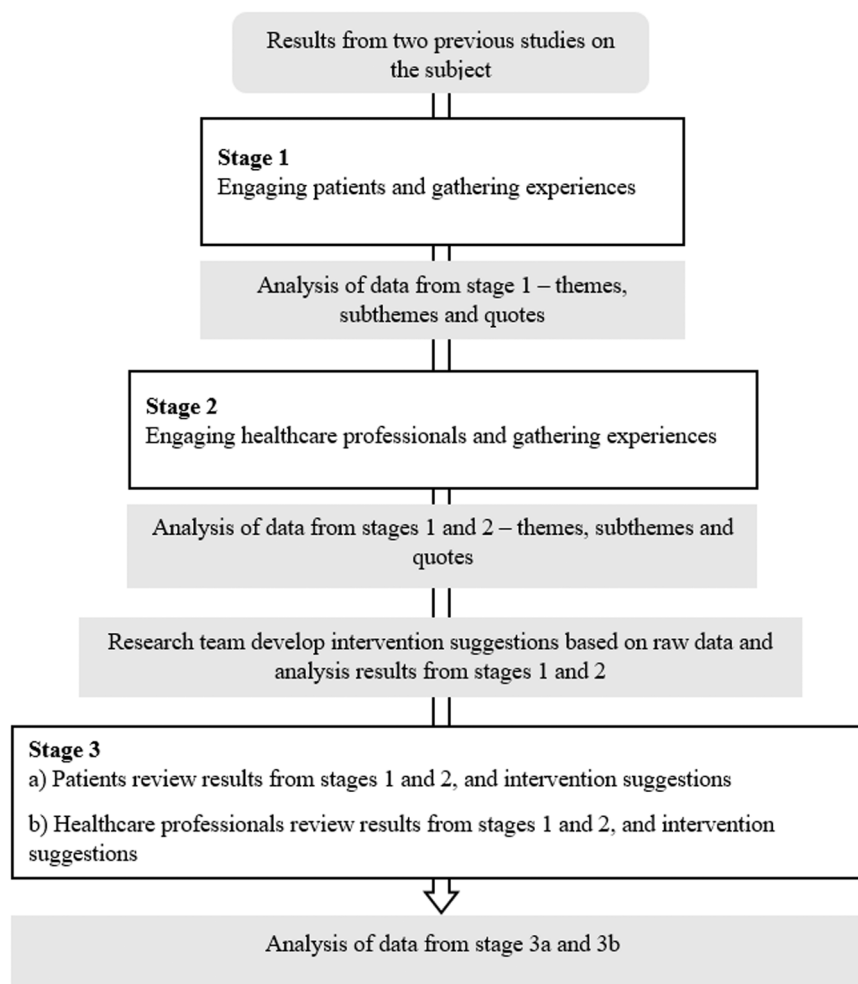 Results from two previous studies on
the subject
Stage 1
Engaging patients and gathering experiences
Analysis of data from stage 1 – themes,
subthemes and quotes
Stage 2
Engaging healthcare professionals and gathering experiences
Analysis of data from stages 1 and 2 – themes, subthemes and
quotes
Research team develop intervention suggestions based on raw data and
analysis results from stages 1 and 2
Stage 3
a) Patients review results from stages 1 and 2, and intervention suggestions
b) Healthcare professionals review results from stages 1 and 2, and intervention
suggestions
Analysis of data from stage 3a and 3b